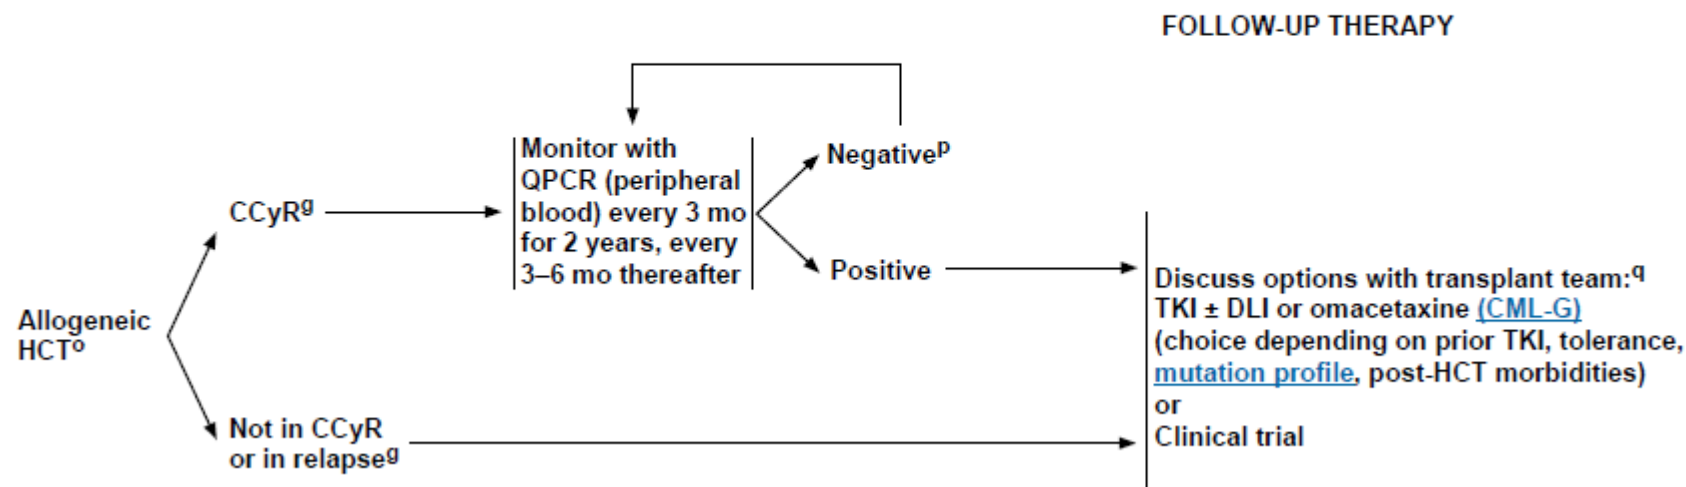 FOLLOW-UP THERAPY
Monitor with
QPCR (peripheral
blood) every 3 mo
for 2 years, every
3–6 mo thereafter
Negativep
CCyRg
Positive
Discuss options with transplant team:q
TKI ± DLI or omacetaxine (CML-G)
(choice depending on prior TKI, tolerance,
mutation profile, post-HCT morbidities)
or
Clinical trial
Allogeneic
HCTo
Not in CCyR
or in relapseg